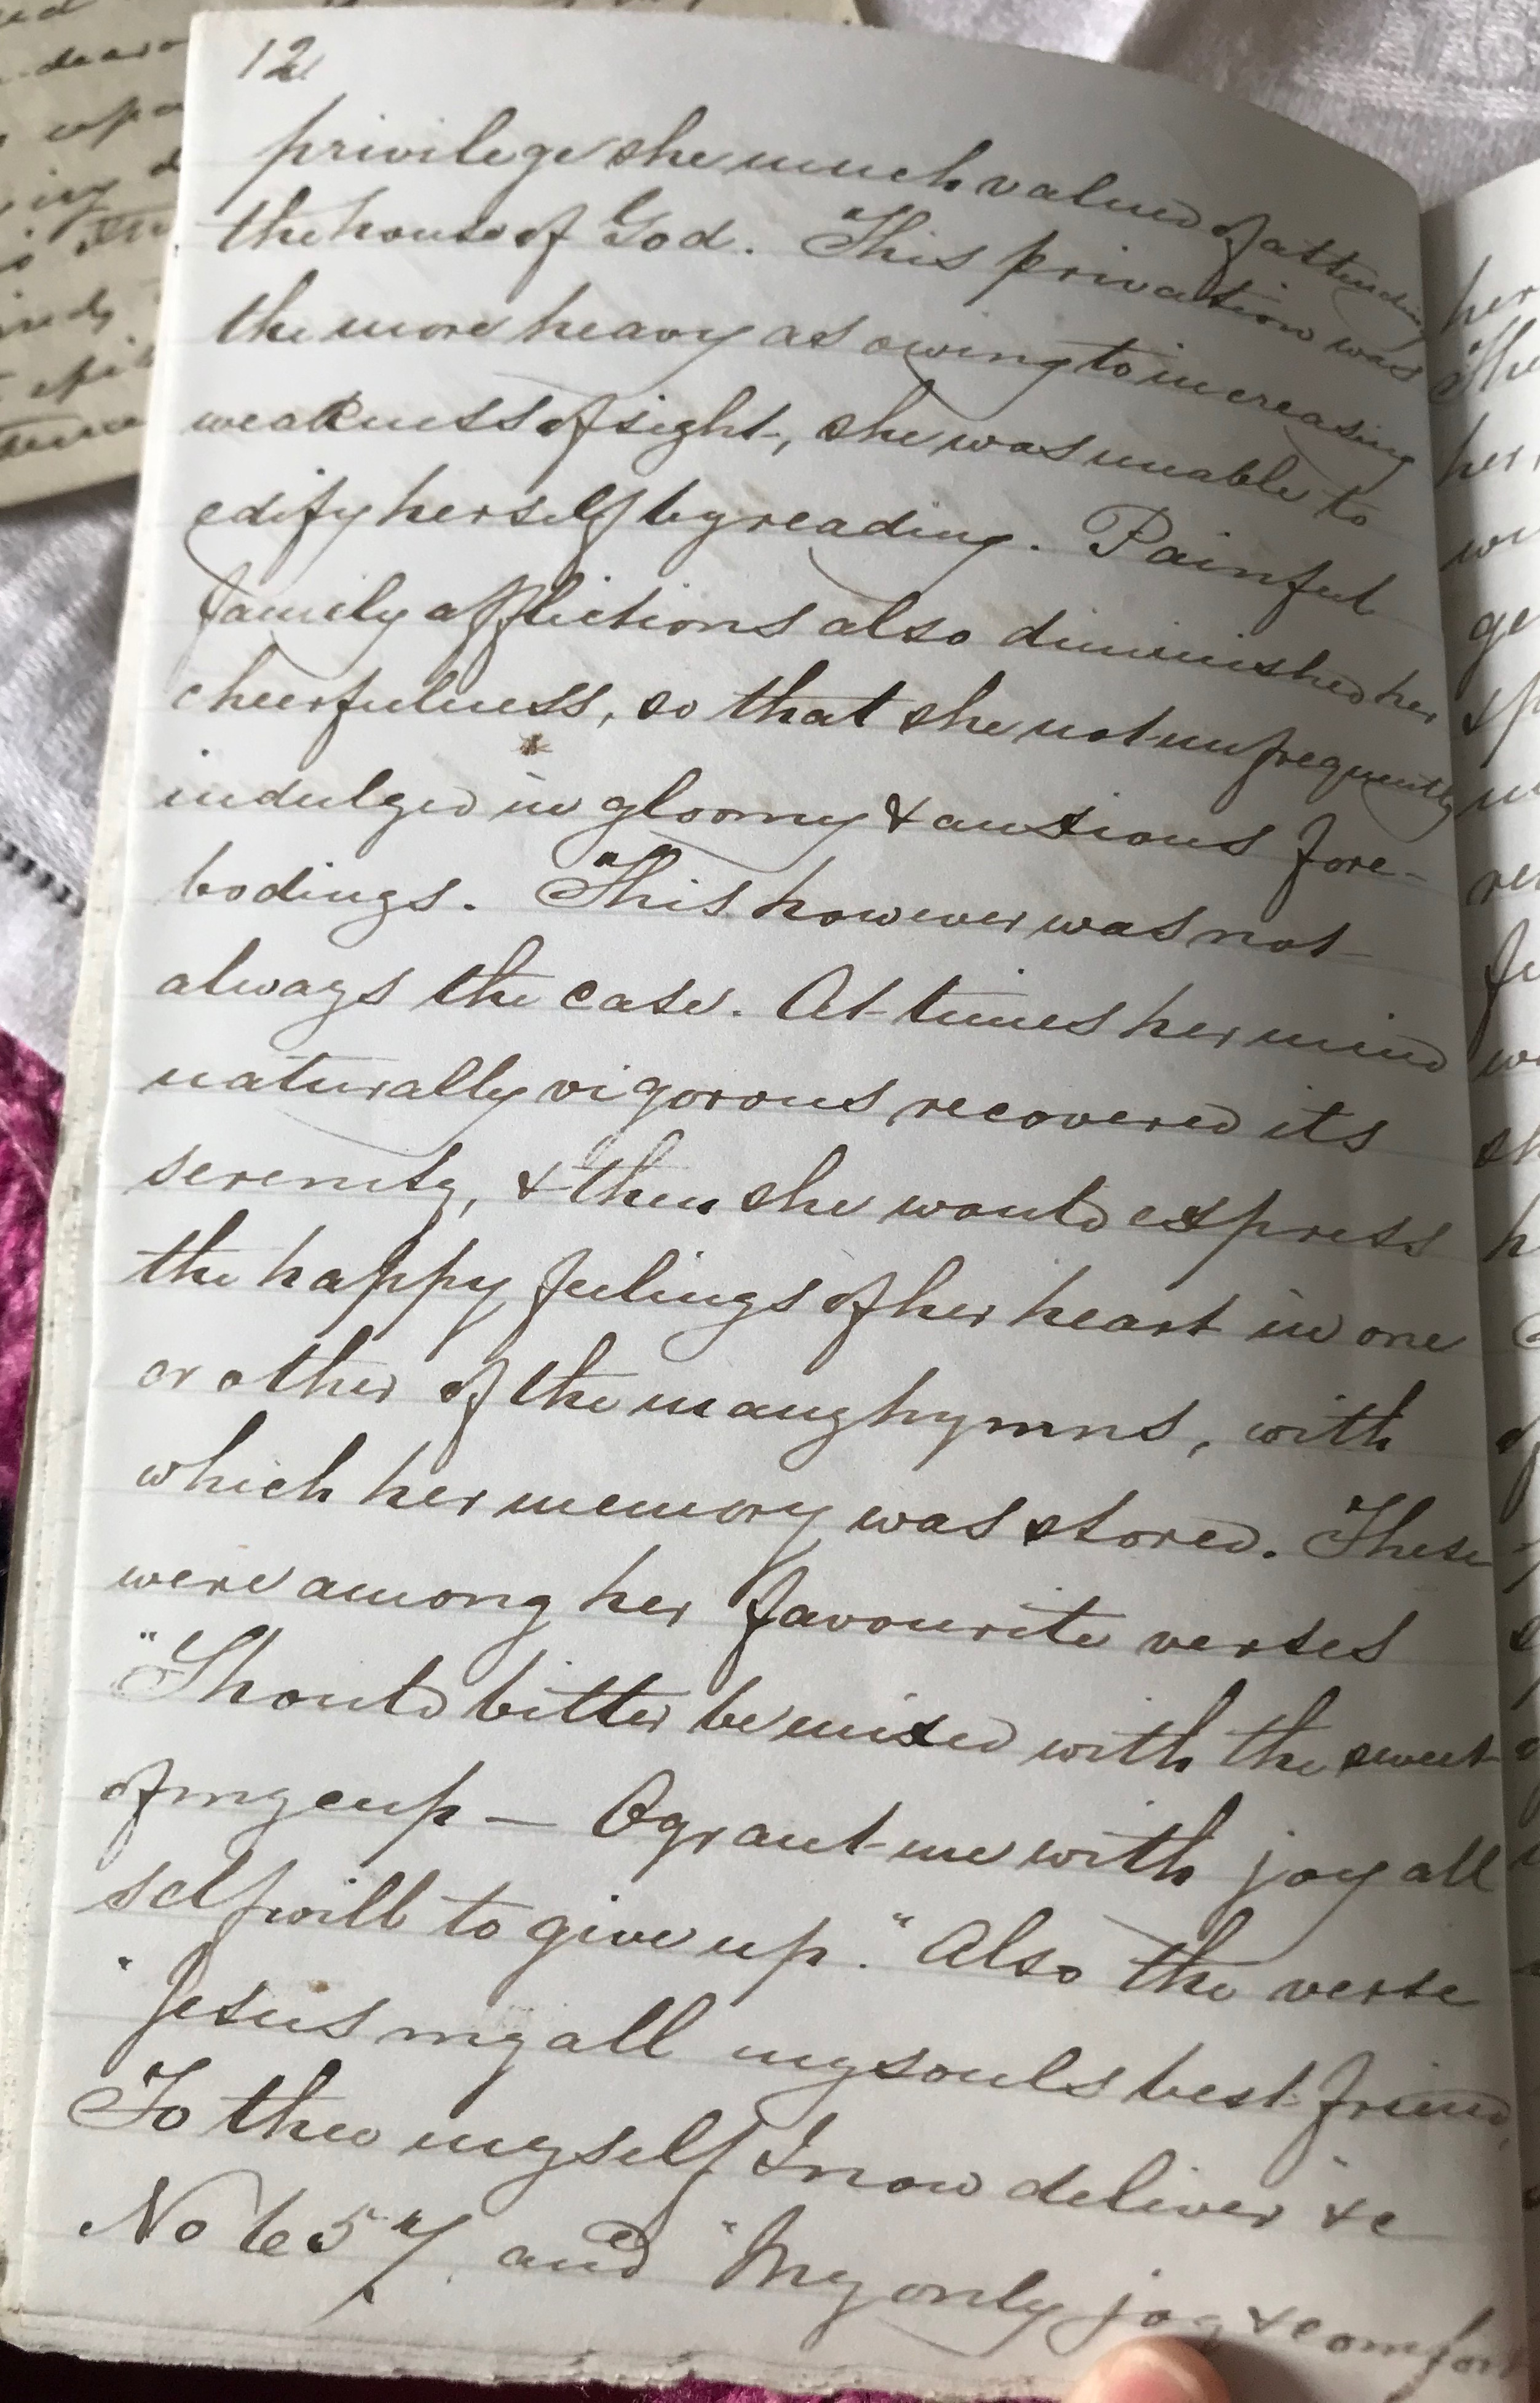 12
privilege she much valued of attending
the house of God. This privation was
the more heavy as owing to increasing
weakness of sight, she was unable to
edify herself by reading. Painful
family afflictions also diminished her
cheerfulness, so that she not unfrequently
indulged in gloomy & anxious fore-
bodings. This however was not
always the case. At times her mind
naturally vigorous recovered its
serenity, & then she would express
the happy feelings of her heart in one
or other of the many hymns, with
which her memory was stored. These
were among her favourite verses
"Should bitter be mixed with the sweet
of my cup — O grant me with joy all
self will to give up." Also the verse
"Jesus my all my souls best friend,
To thee myself I now deliver &c
No 657 and "My only joy & comfort